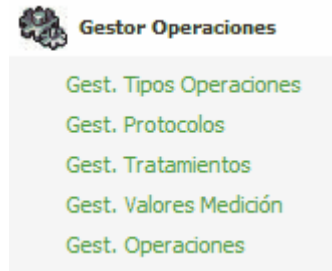 Gestor Operaciones
Gest. Tipos Operaciones
Gest. Protocolos
Gest. Tratamientos
Gest. Valores Medición
Gest. Operaciones